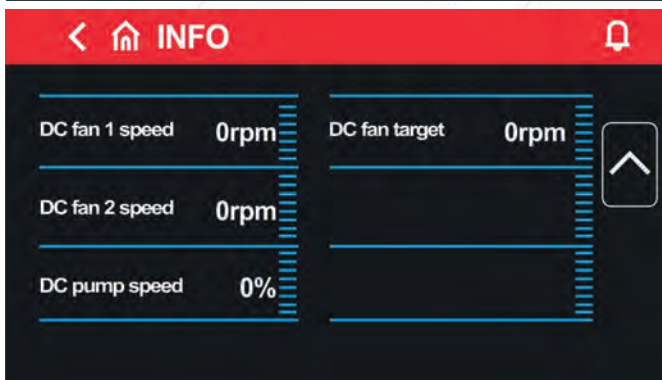 INFO
DC fan 1 speed 0rpm
DC fan target 0rpm
DC fan 2 speed 0rpm
DC pump speed 0%